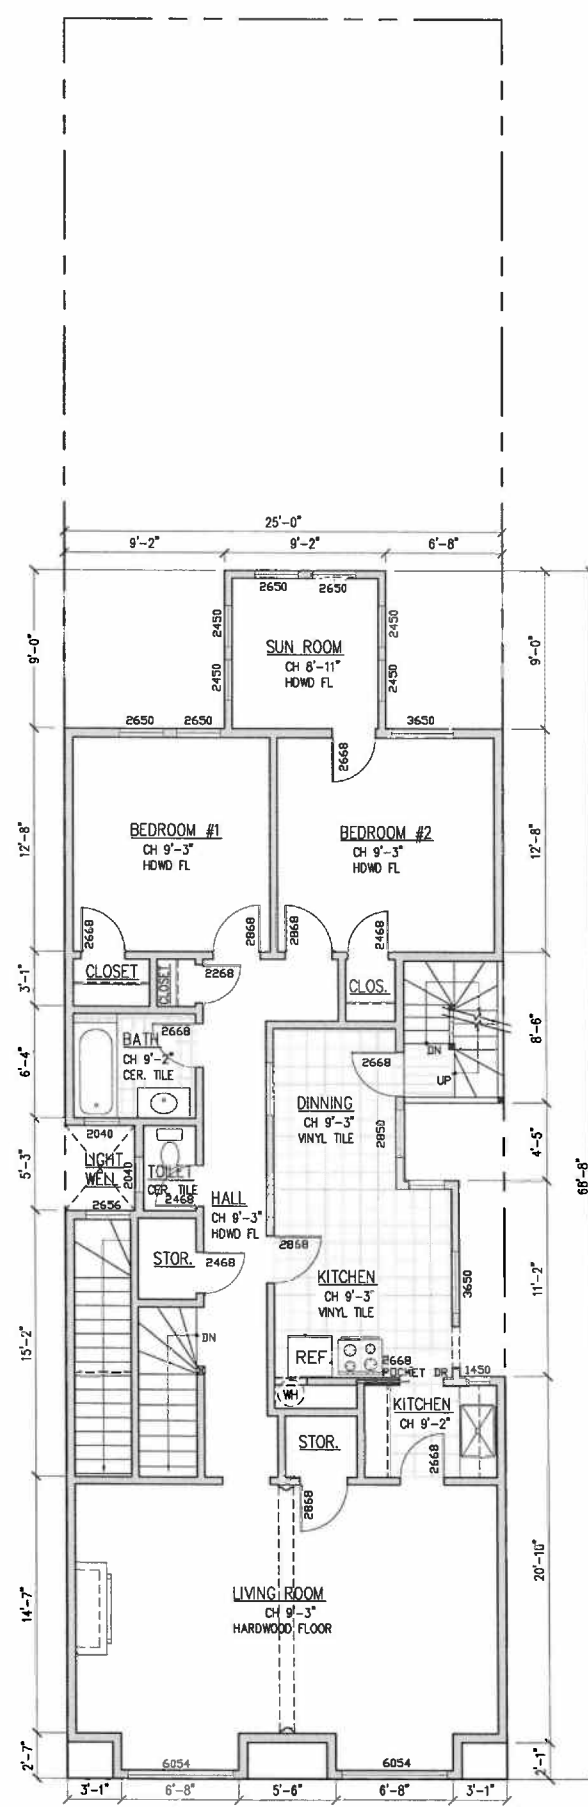 25'-0"
9'-2" 9'-2" 6'-8"
2650 2650
2450 2450
9'-0" 9'-0"
SUN ROOM
CH 8'-11"
HDWD FL
2450 2450
2650 2650 3650
2668
BEDROOM #1
CH 9'-3"
HDWD FL
BEDROOM #2
CH 9'-3"
HDWD FL
12'-8" 12'-8"
2668 2868 2868 2468
CLOSET
CLOSET
2268
CLOS.
3'-1"
8'-6"
DN
UP
BATH
CH 9'-2"
CER. TILE
2668
2668
6'-4"
DINNING
CH 9'-3"
VINYL TILE
2850
4'-5"
68'-8"
2040
LIGHT
WELL
2040
2656
5'-3"
TOILET
CER. TILE
2468
HALL
CH 9'-3"
HDWD FL
STOR.
2468
2868
KITCHEN
CH 9'-3"
VINYL TILE
3650
11'-2"
15'-2"
DN
REF.
2668
POCKET DR.
1450
WH
KITCHEN
CH 9'-2"
STOR.
2668
2868
20'-10"
LIVING ROOM
CH 9'-3"
HARDWOOD FLOOR
14'-7"
2'-7"
6054 6054
2'-1"
3'-1" 6'-8" 5'-6" 6'-8" 3'-1"